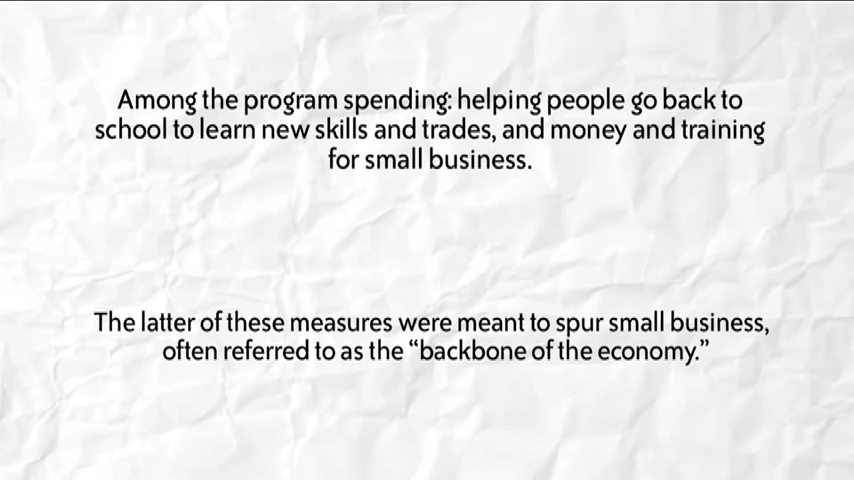 Among the program spending: helping people go back to
school to learn new skills and trades, and money and training
for small business.
The latter of these measures were meant to spur small business,
often referred to as the “backbone of the economy.”